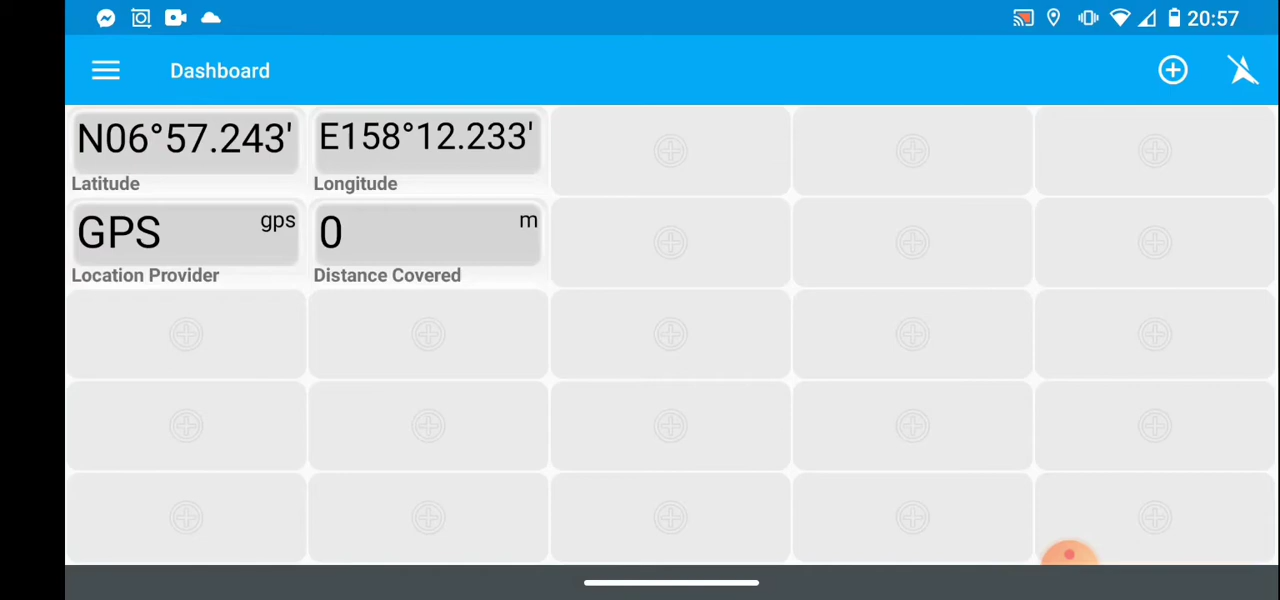 20:57
Dashboard
N06°57.243' E158°12.233'
Latitude Longitude
GPS gps 0 m
Location Provider Distance Covered